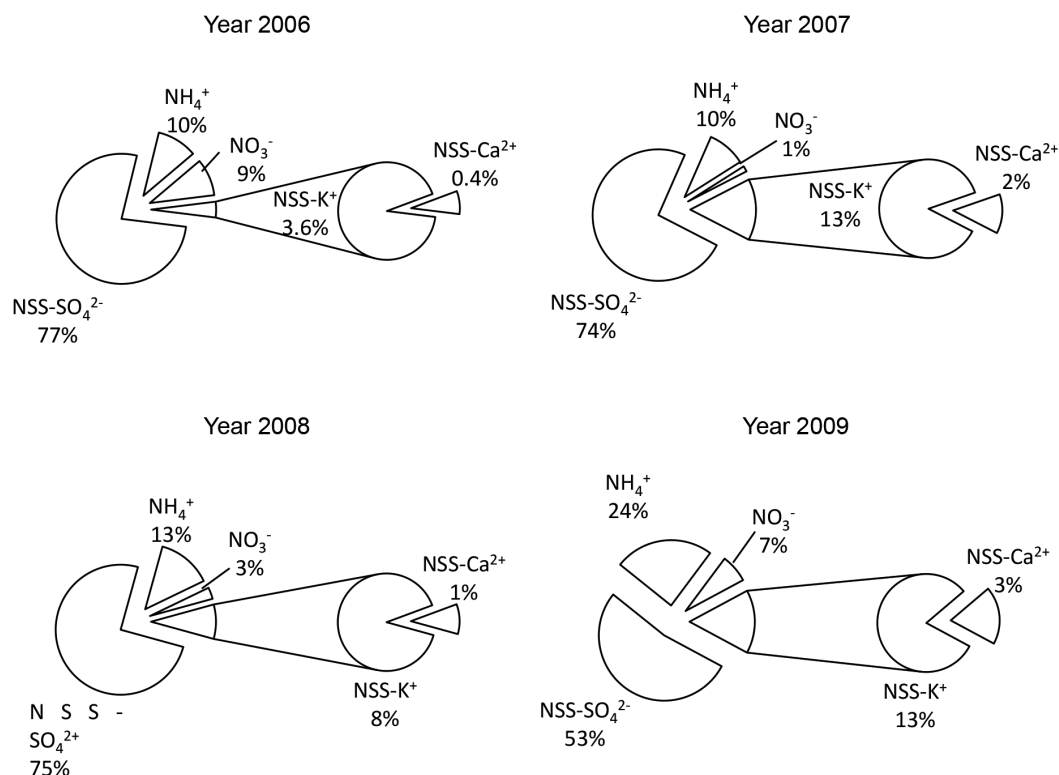 Year 2006
NH₄⁺
10%
NO₃⁻
9%
NSS-K⁺
3.6%
NSS-Ca²⁺
0.4%
NSS-SO₄²⁻
77%
Year 2007
NH₄⁺
10%
NO₃⁻
1%
NSS-K⁺
13%
NSS-Ca²⁺
2%
NSS-SO₄²⁻
74%
Year 2008
NH₄⁺
13%
NO₃⁻
3%
NSS-Ca²⁺
1%
NSS-K⁺
8%
N S S -
SO₄²⁺
75%
Year 2009
NH₄⁺
24%
NO₃⁻
7%
NSS-Ca²⁺
3%
NSS-K⁺
13%
NSS-SO₄²⁻
53%